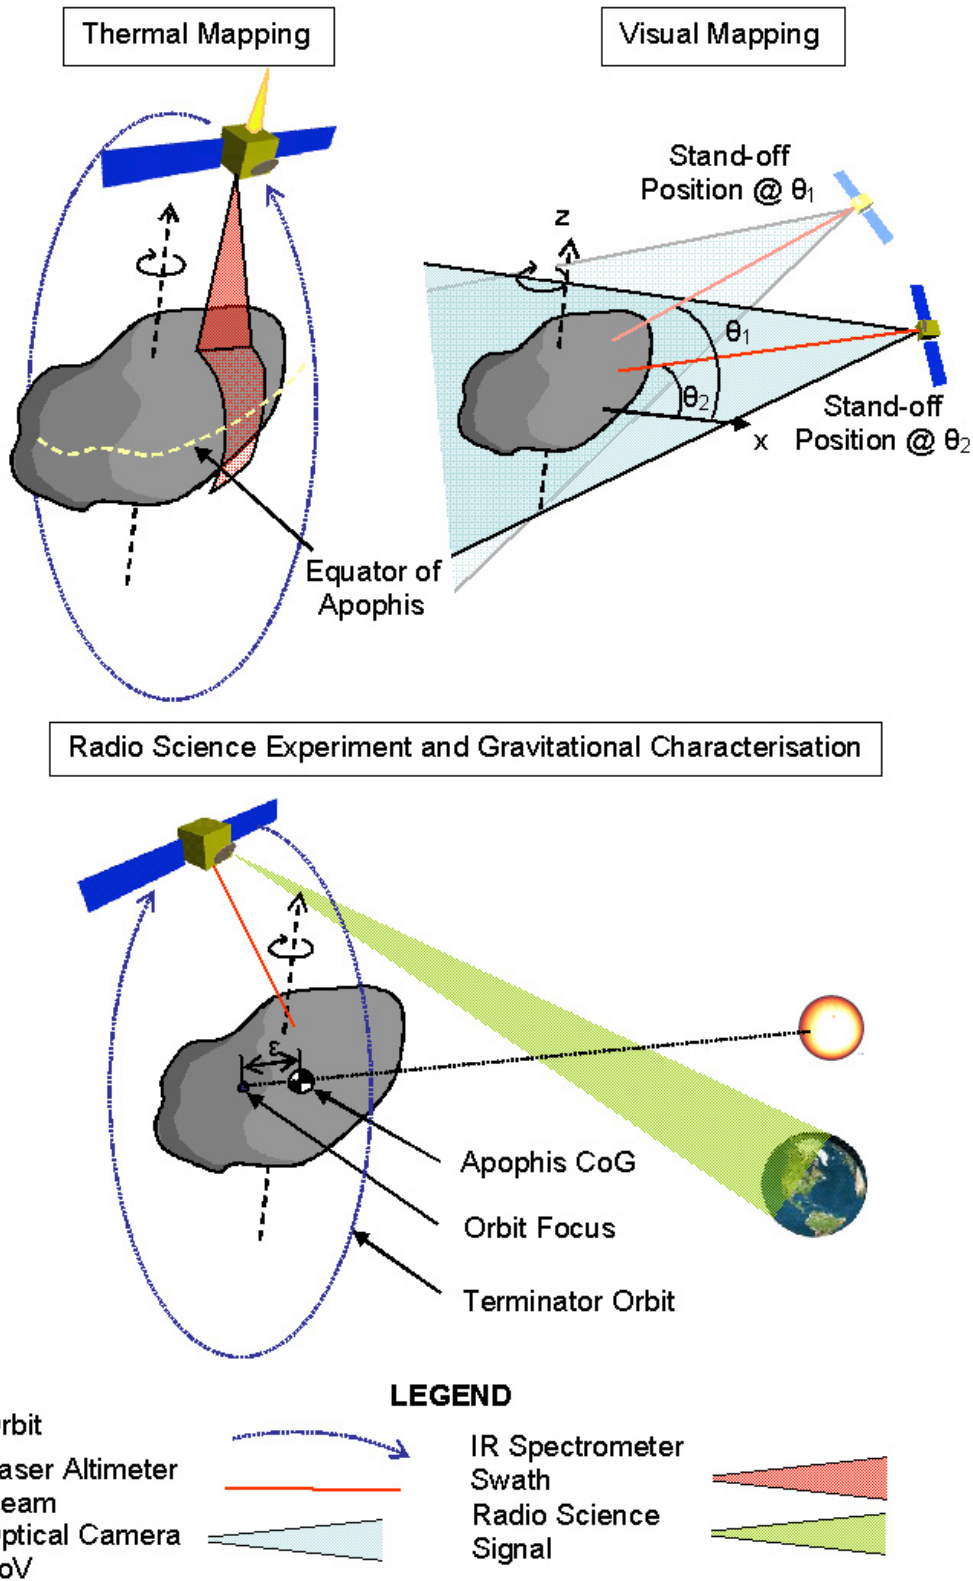 Thermal Mapping
Visual Mapping
Stand-off
Position @ θ1
z
θ1
θ2
x
Stand-off
Position @ θ2
Equator of
Apophis
Radio Science Experiment and Gravitational Characterisation
ε
Apophis CoG
Orbit Focus
Terminator Orbit
LEGEND
rbit
aser Altimeter
eam
ptical Camera
oV
IR Spectrometer
Swath
Radio Science
Signal